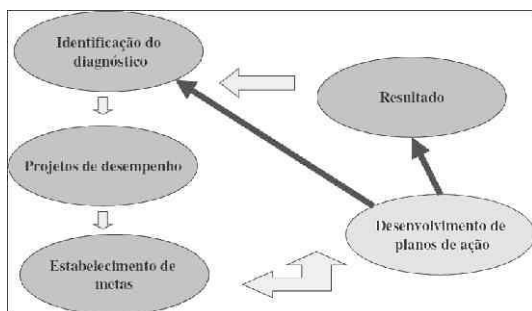 Identificação do
diagnóstico
Resultado
Projetos de desempenho
Desenvolvimento de
planos de ação
Estabelecimento de
metas